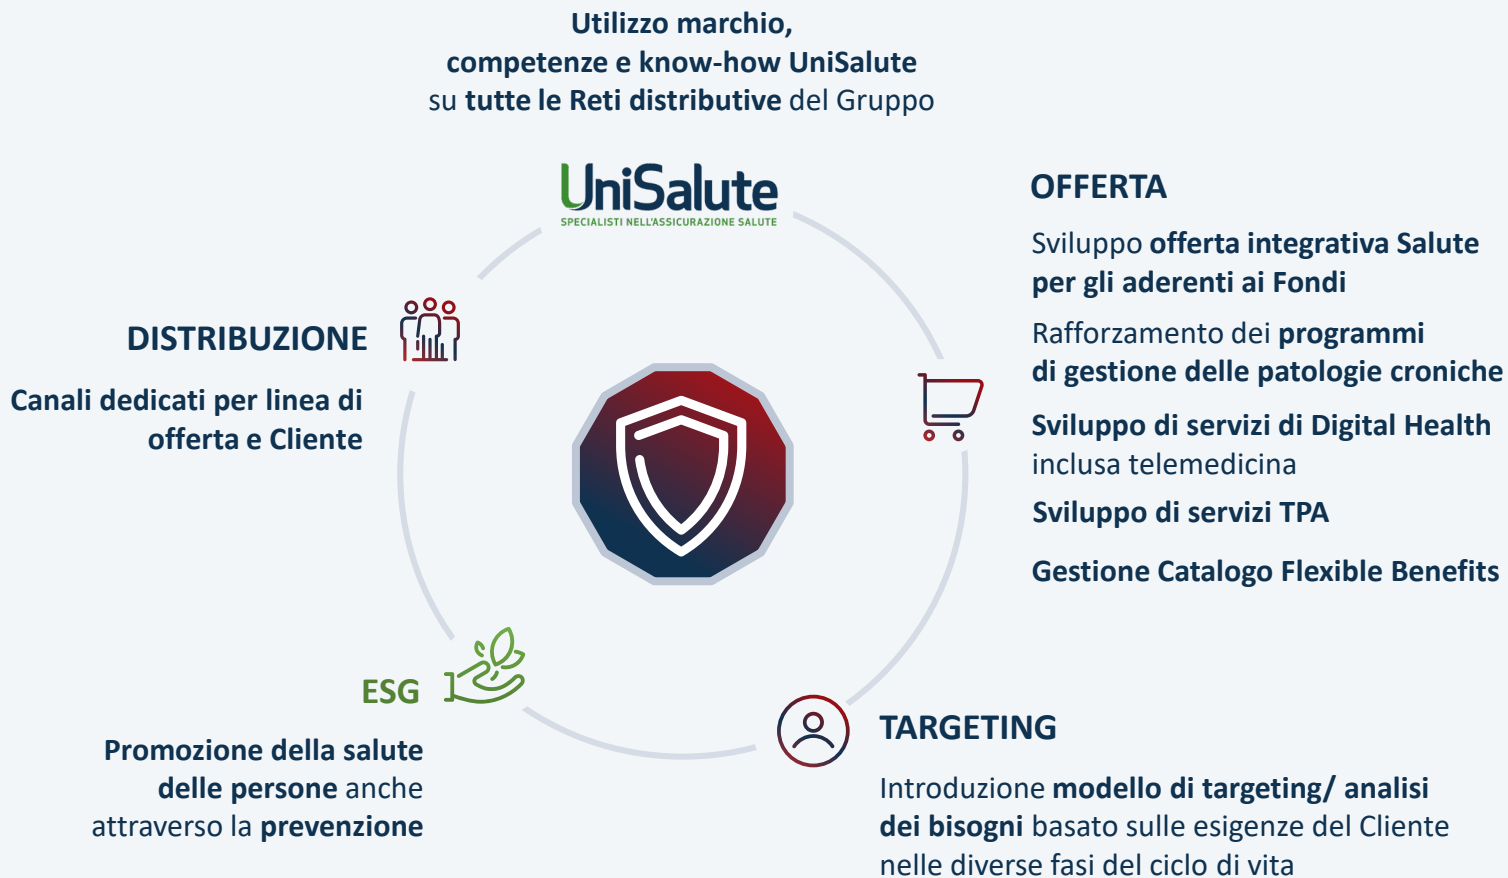 Utilizzo marchio,
competenze e know-how UniSalute
su tutte le Reti distributive del Gruppo
UniSalute
SPECIALISTI NELL'ASSICURAZIONE SALUTE
OFFERTA
Sviluppo offerta integrativa Salute
per gli aderenti ai Fondi
Rafforzamento dei programmi
di gestione delle patologie croniche
Sviluppo di servizi di Digital Health
inclusa telemedicina
Sviluppo di servizi TPA
Gestione Catalogo Flexible Benefits
TARGETING
Introduzione modello di targeting/ analisi
dei bisogni basato sulle esigenze del Cliente
nelle diverse fasi del ciclo di vita
ESG
Promozione della salute
delle persone anche
attraverso la prevenzione
DISTRIBUZIONE
Canali dedicati per linea di
offerta e Cliente